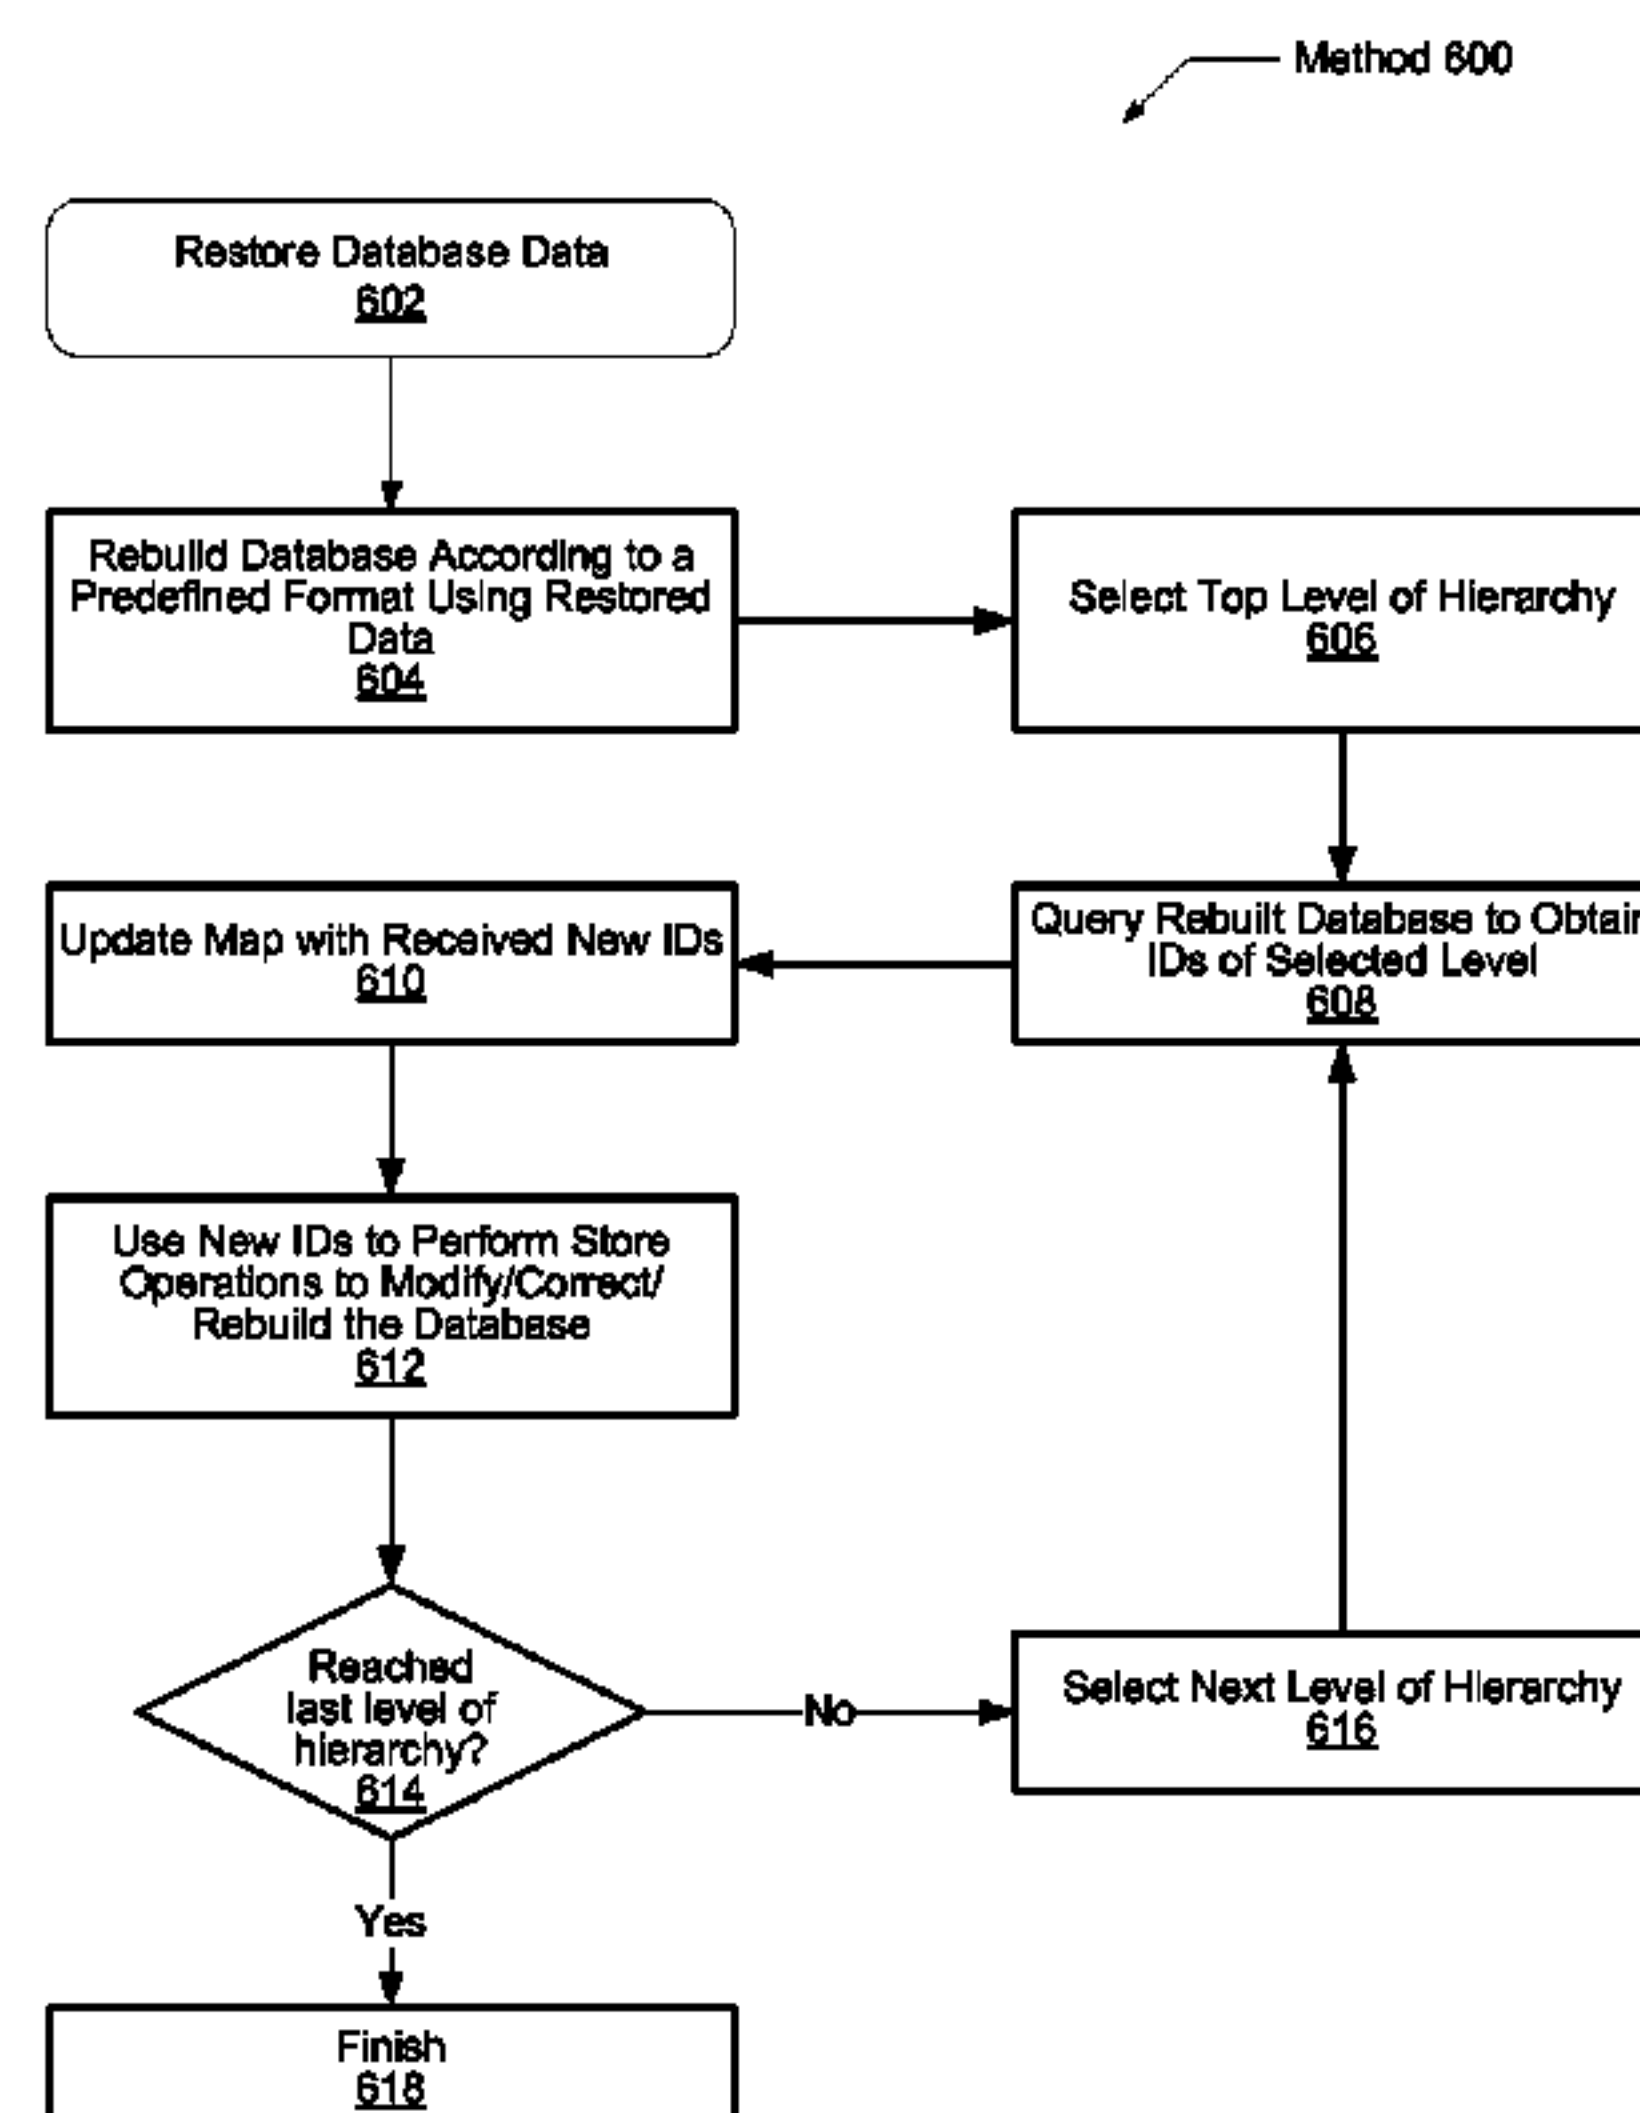 Method 600
Restore Database Data
602
Rebuild Database According to a
Predefined Format Using Restored
Data
604
Select Top Level of Hierarchy
606
Query Rebuilt Database to Obtain
IDs of Selected Level
608
Update Map with Received New IDs
610
Use New IDs to Perform Store
Operations to Modify/Correct/
Rebuild the Database
612
Reached
last level of
hierarchy?
614
No
Select Next Level of Hierarchy
616
Yes
Finish
618